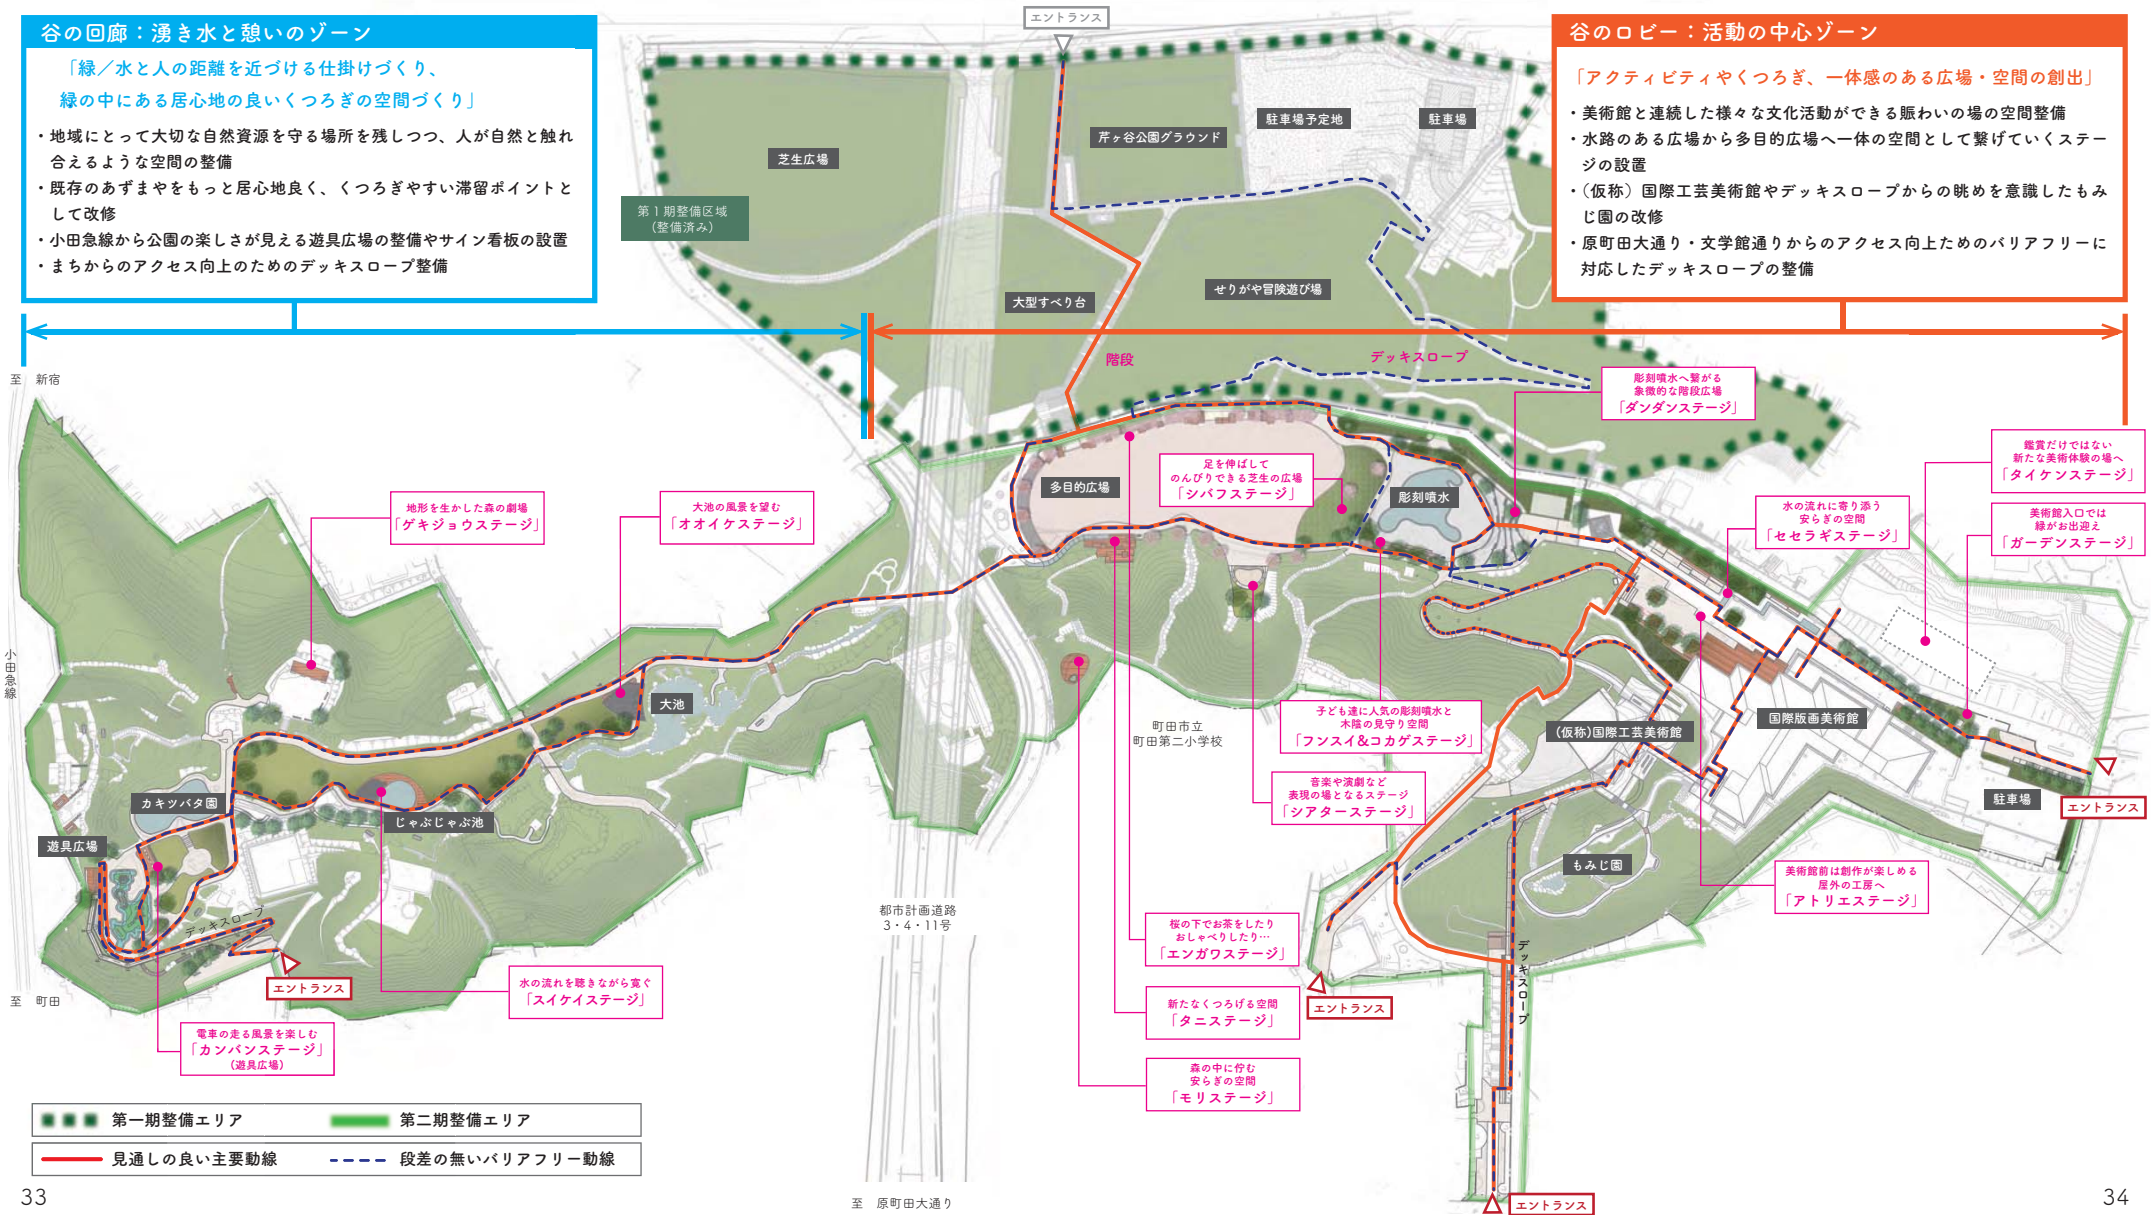 谷の回廊：湧き水と憩いのゾーン
「緑／水と人の距離を近づける仕掛けづくり、
緑の中にある居心地の良いくつろぎの空間づくり」
・地域にとって大切な自然資源を守る場所を残しつつ、人が自然と触れ
合えるような空間の整備
・既存のあずまやをもっと居心地良く、くつろぎやすい滞留ポイントと
して改修
・小田急線から公園の楽しさが見える遊具広場の整備やサイン看板の設置
・まちからのアクセス向上のためのデッキスロープ整備
エントランス
谷のロビー：活動の中心ゾーン
「アクティビティやくつろぎ、一体感のある広場・空間の創出」
・美術館と連続した様々な文化活動ができる賑わいの場の空間整備
・水路のある広場から多目的広場へ一体の空間として繋げていくステー
ジの設置
・（仮称）国際工芸美術館やデッキスロープからの眺めを意識したもみ
じ園の改修
・原町田大通り・文学館通りからのアクセス向上ためのバリアフリーに
対応したデッキスロープの整備
芝生広場
芹ヶ谷公園グラウンド
駐車場予定地
駐車場
第1期整備区域
（整備済み）
大型すべり台
せりがや冒険遊び場
階段
デッキスロープ
至 新宿
小田急線
至 町田
彫刻噴水へ繋がる
象徴的な階段広場
「ダンダンステージ」
鑑賞だけではない
新たな美術体験の場へ
「タイケンステージ」
美術館入口では
緑がお出迎え
「ガーデンステージ」
水の流れに寄り添う
安らぎの空間
「セセラギステージ」
足を伸ばして
のんびりできる芝生の広場
「シバフステージ」
多目的広場
彫刻噴水
地形を生かした森の劇場
「ゲキジョウステージ」
大池の風景を望む
「オオイケステージ」
大池
カキツバタ園
じゃぶじゃぶ池
遊具広場
デッキスロープ
エントランス
水の流れを聴きながら寛ぐ
「スイケイステージ」
電車の走る風景を楽しむ
「カンバンステージ」
（遊具広場）
町田市立
町田第二小学校
子ども達に人気の彫刻噴水と
木陰の見守り空間
「フンスイ&コカゲステージ」
音楽や演劇など
表現の場となるステージ
「シアターステージ」
（仮称）国際工芸美術館
国際版画美術館
駐車場
エントランス
もみじ園
美術館前は創作が楽しめる
屋外の工房へ
「アトリエステージ」
都市計画道路
3・4・11号
桜の下でお茶をしたり
おしゃべりしたり…
「エンガワステージ」
新たなくつろげる空間
「タニステージ」
森の中に佇む
安らぎの空間
「モリステージ」
エントランス
デッキスロープ
エントランス
至 原町田大通り
第一期整備エリア
第二期整備エリア
見通しの良い主要動線
段差の無いバリアフリー動線
33
34